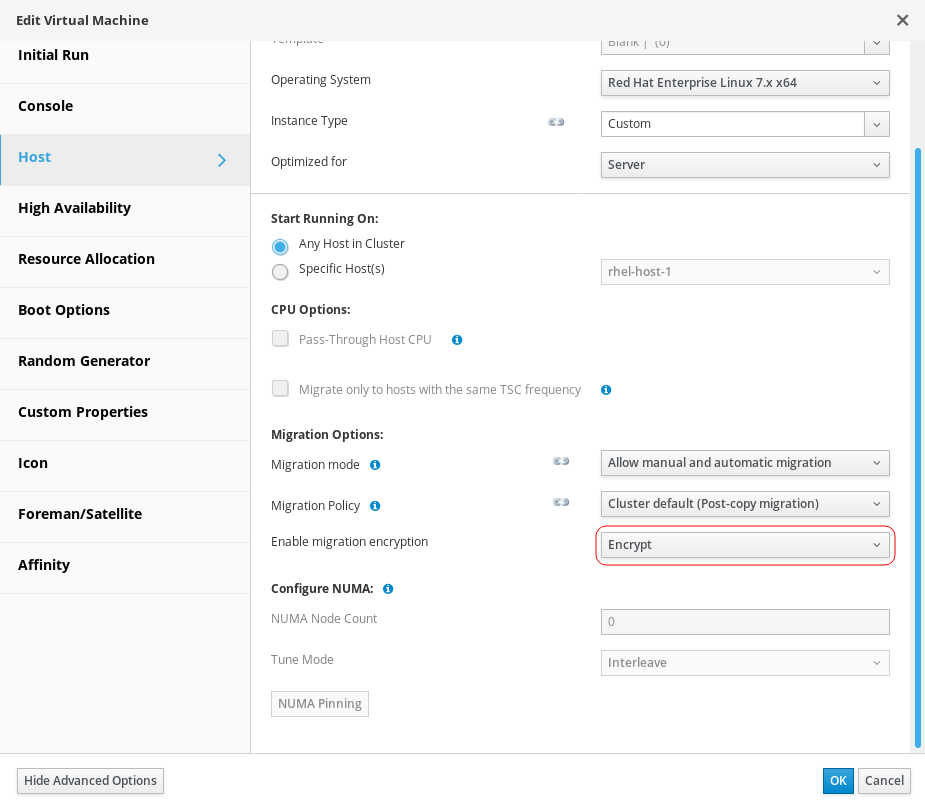 Edit Virtual Machine
Initial Run
Console
Host
High Availability
Resource Allocation
Boot Options
Random Generator
Custom Properties
Icon
Foreman/Satellite
Affinity
Template Blank | (0)
Operating System Red Hat Enterprise Linux 7.x x64
Instance Type Custom
Optimized for Server
Start Running On:
Any Host in Cluster
Specific Host(s) rhel-host-1
CPU Options:
Pass-Through Host CPU
Migrate only to hosts with the same TSC frequency
Migration Options:
Migration mode Allow manual and automatic migration
Migration Policy Cluster default (Post-copy migration)
Enable migration encryption Encrypt
Configure NUMA:
NUMA Node Count 0
Tune Mode Interleave
NUMA Pinning
Hide Advanced Options OK Cancel